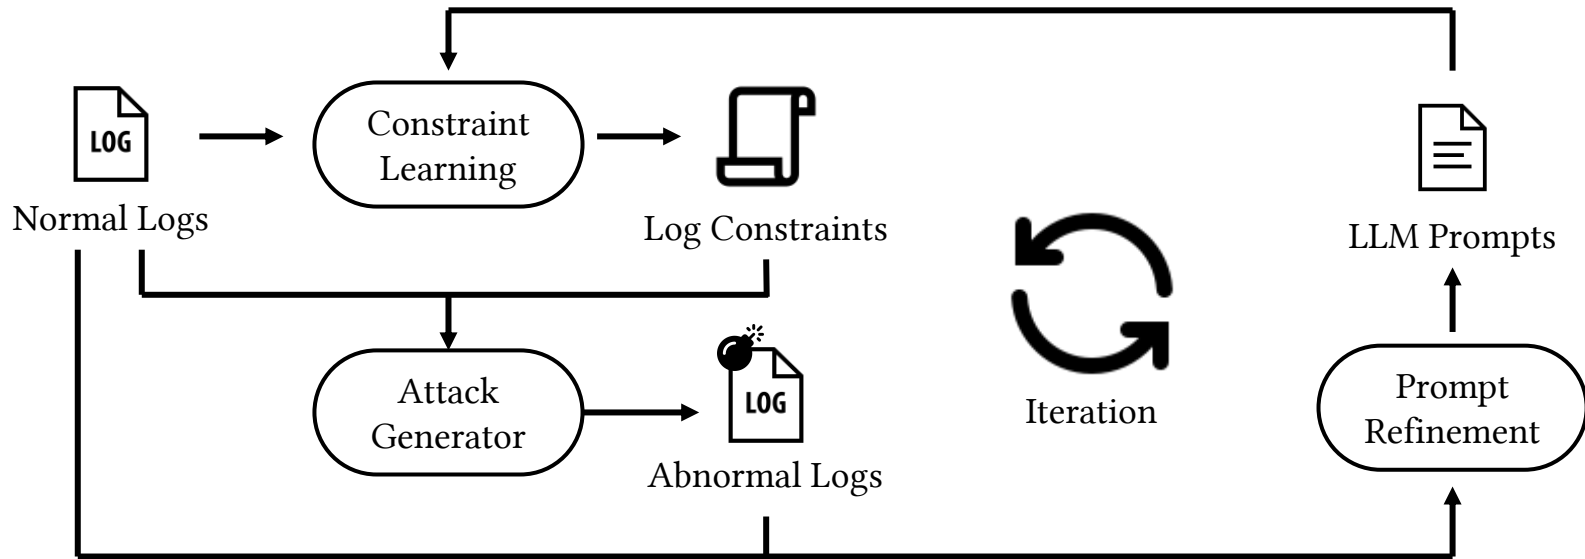 Constraint
Learning
LOG
Normal Logs
Log Constraints
LLM Prompts
Attack
Generator
LOG
Abnormal Logs
Iteration
Prompt
Refinement